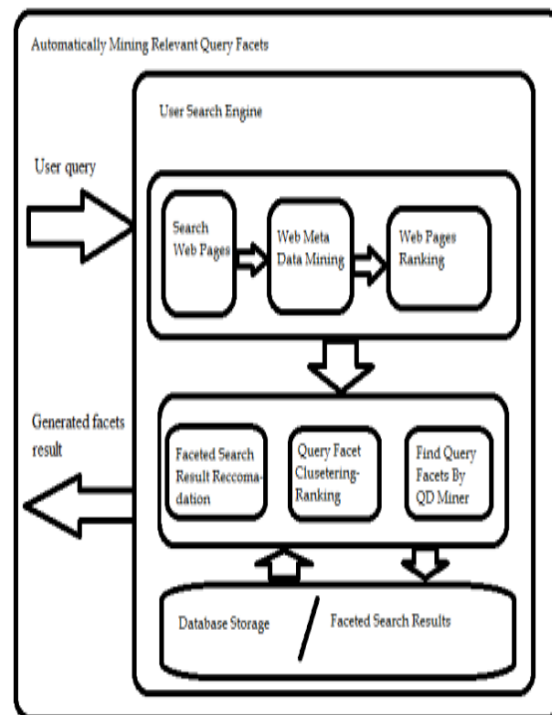 Automatically Mining Relevant Query Facets
User Search Engine
User query
Search
Web Pages
Web Meta
Data Mining
Web Pages
Ranking
Generated facets
result
Faceted Search
Result Reccoma-
dation
Query Facet
Clusetering-
Ranking
Find Query
Facets By
QD Miner
Database Storage / Faceted Search Results